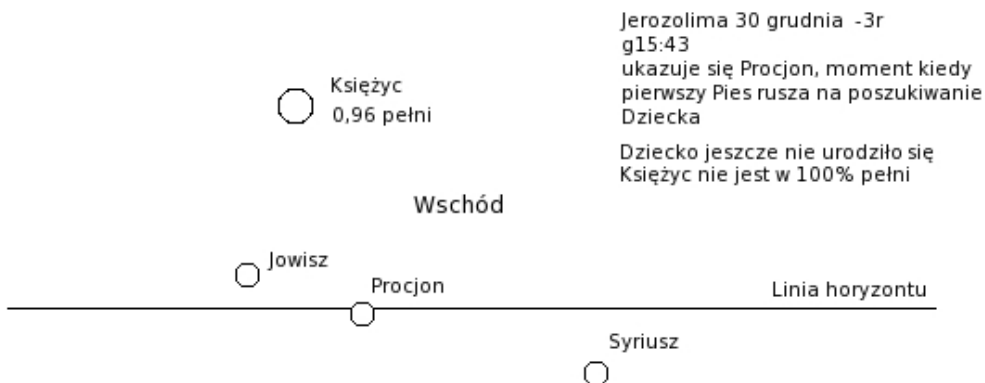 Jerozolima 30 grudnia -3r
g15:43
ukazuje się Procjon, moment kiedy
pierwszy Pies rusza na poszukiwanie
Dziecka
Dziecko jeszcze nie urodziło się
Księżyc nie jest w 100% pełni
Księżyc
0,96 pełni
Wschód
Jowisz
Procjon
Linia horyzontu
Syriusz